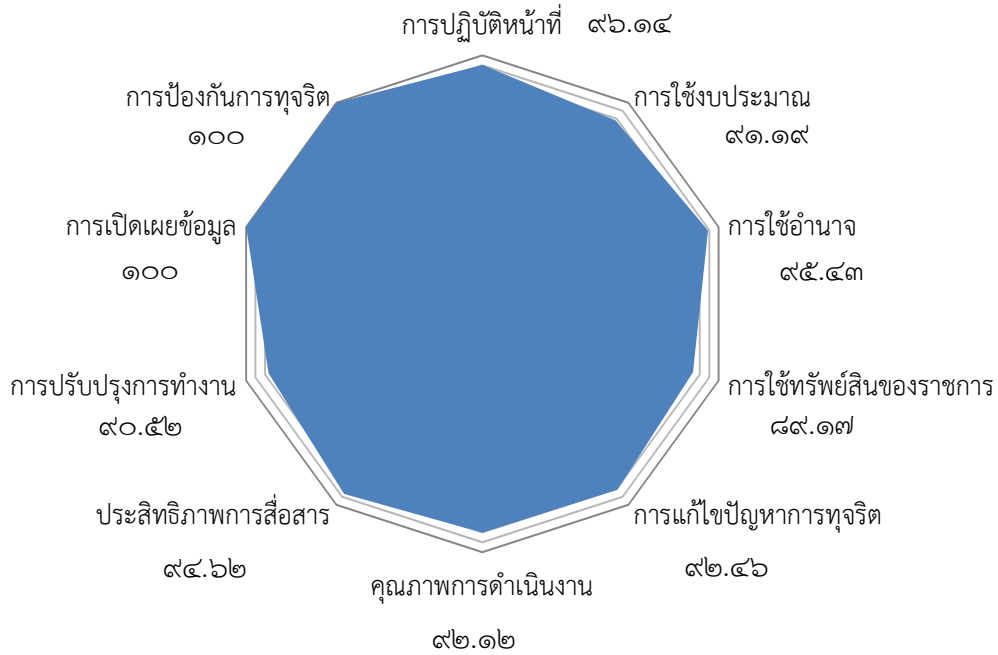 การปฏิบัติหน้าที่ ๙๖.๑๔
การใช้งบประมาณ
๙๑.๑๙
การใช้อำนาจ
๙๕.๔๓
การใช้ทรัพย์สินของราชการ
๘๙.๑๗
การแก้ไขปัญหาการทุจริต
๙๒.๔๖
คุณภาพการดำเนินงาน
๙๒.๑๒
ประสิทธิภาพการสื่อสาร
๙๔.๖๒
การปรับปรุงการทำงาน
๙๐.๕๒
การเปิดเผยข้อมูล
๑๐๐
การป้องกันการทุจริต
๑๐๐